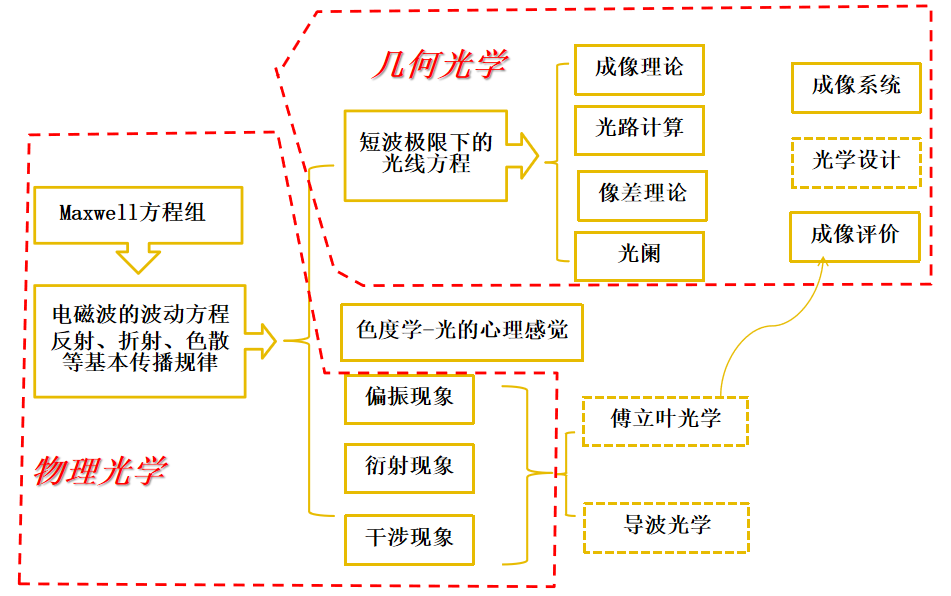 几何光学
成像理论
光路计算
像差理论
光阑
成像系统
光学设计
成像评价
短波极限下的
光线方程
Maxwell方程组
电磁波的波动方程
反射、折射、色散
等基本传播规律
色度学-光的心理感觉
偏振现象
衍射现象
干涉现象
傅立叶光学
导波光学
物理光学